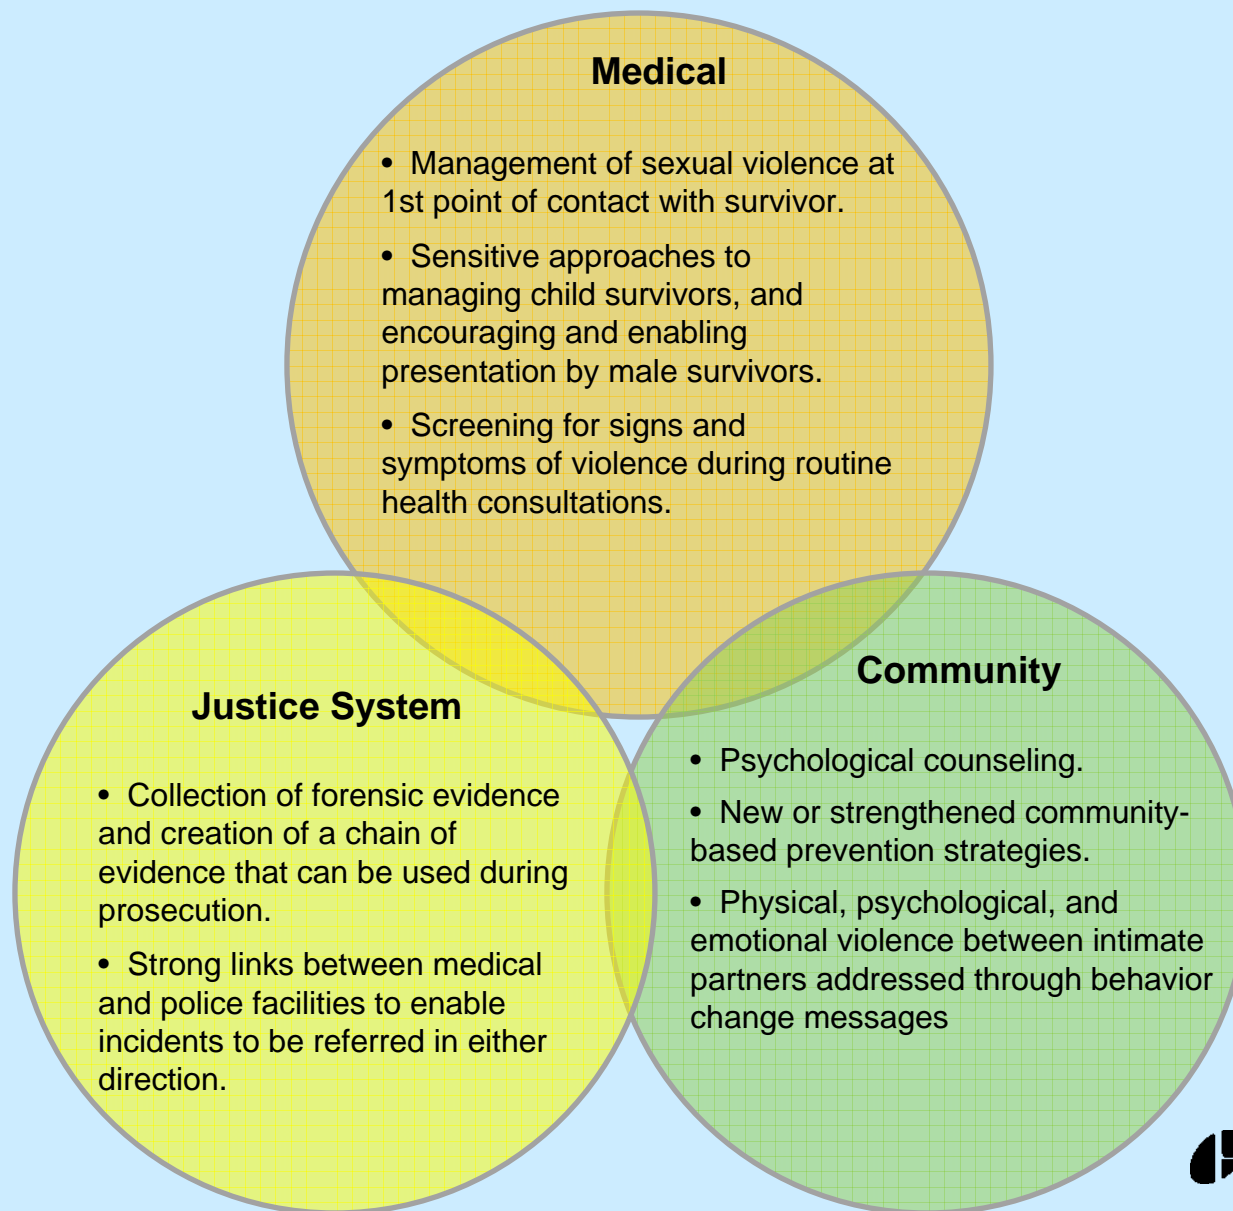 Medical
• Management of sexual violence at
1st point of contact with survivor.
• Sensitive approaches to
managing child survivors, and
encouraging and enabling
presentation by male survivors.
• Screening for signs and
symptoms of violence during routine
health consultations.
Justice System
• Collection of forensic evidence
and creation of a chain of
evidence that can be used during
prosecution.
• Strong links between medical
and police facilities to enable
incidents to be referred in either
direction.
Community
• Psychological counseling.
• New or strengthened community-
based prevention strategies.
• Physical, psychological, and
emotional violence between intimate
partners addressed through behavior
change messages